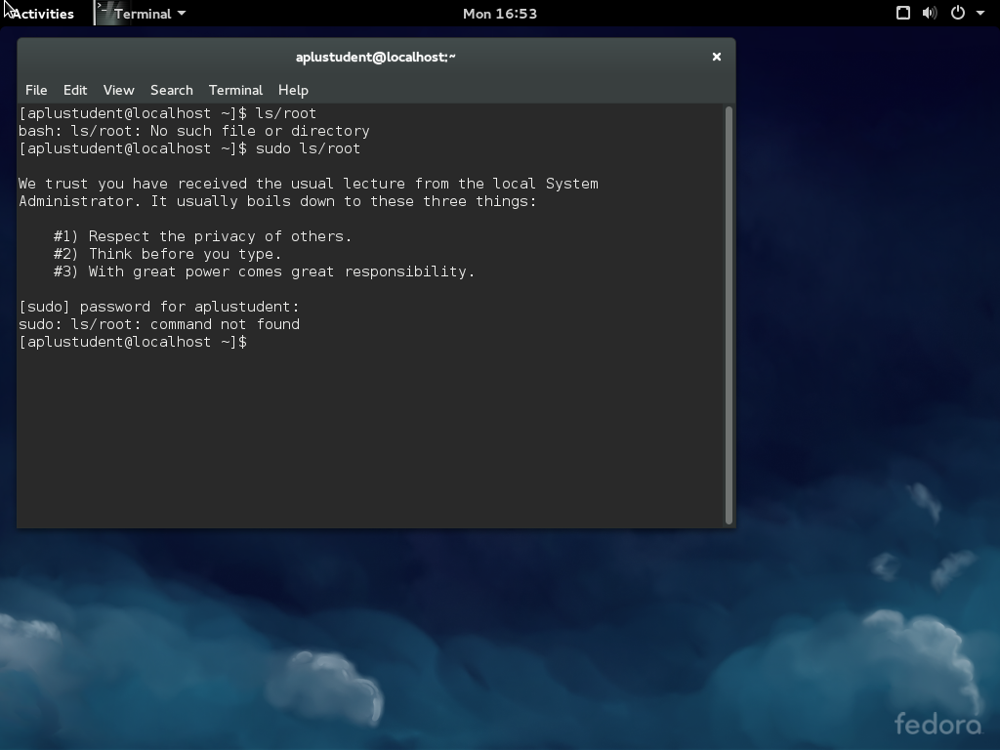 Activities
Terminal
Mon 16:53
aplustudent@localhost:~
File Edit View Search Terminal Help
[aplustudent@localhost ~]$ ls/root
bash: ls/root: No such file or directory
[aplustudent@localhost ~]$ sudo ls/root
We trust you have received the usual lecture from the local System
Administrator. It usually boils down to these three things:
#1) Respect the privacy of others.
#2) Think before you type.
#3) With great power comes great responsibility.
[sudo] password for aplustudent:
sudo: ls/root: command not found
[aplustudent@localhost ~]$
fedora